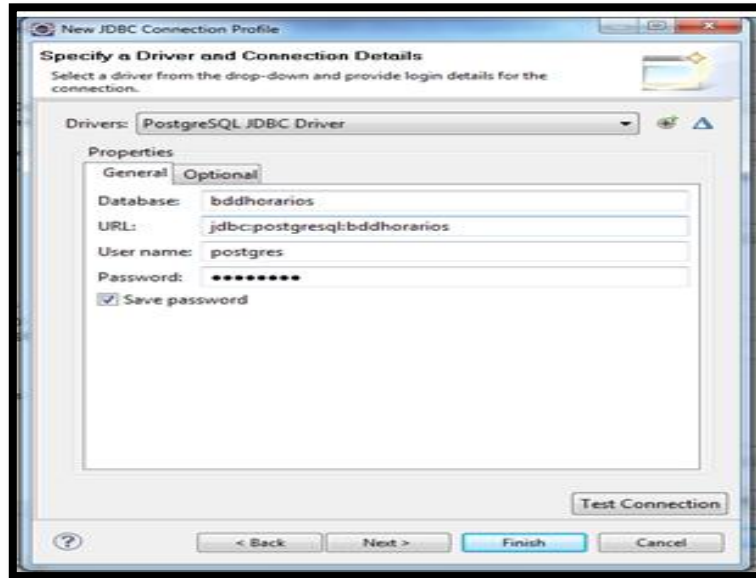 New JDBC Connection Profile
Specify a Driver and Connection Details
Select a driver from the drop-down and provide login details for the
connection.
Drivers: PostgreSQL JDBC Driver
Properties
General Optional
Database: bddhorarios
URL: jdbc:postgresql:bddhorarios
User name: postgres
Password: ●●●●●●●●
Save password
Test Connection
? < Back Next > Finish Cancel